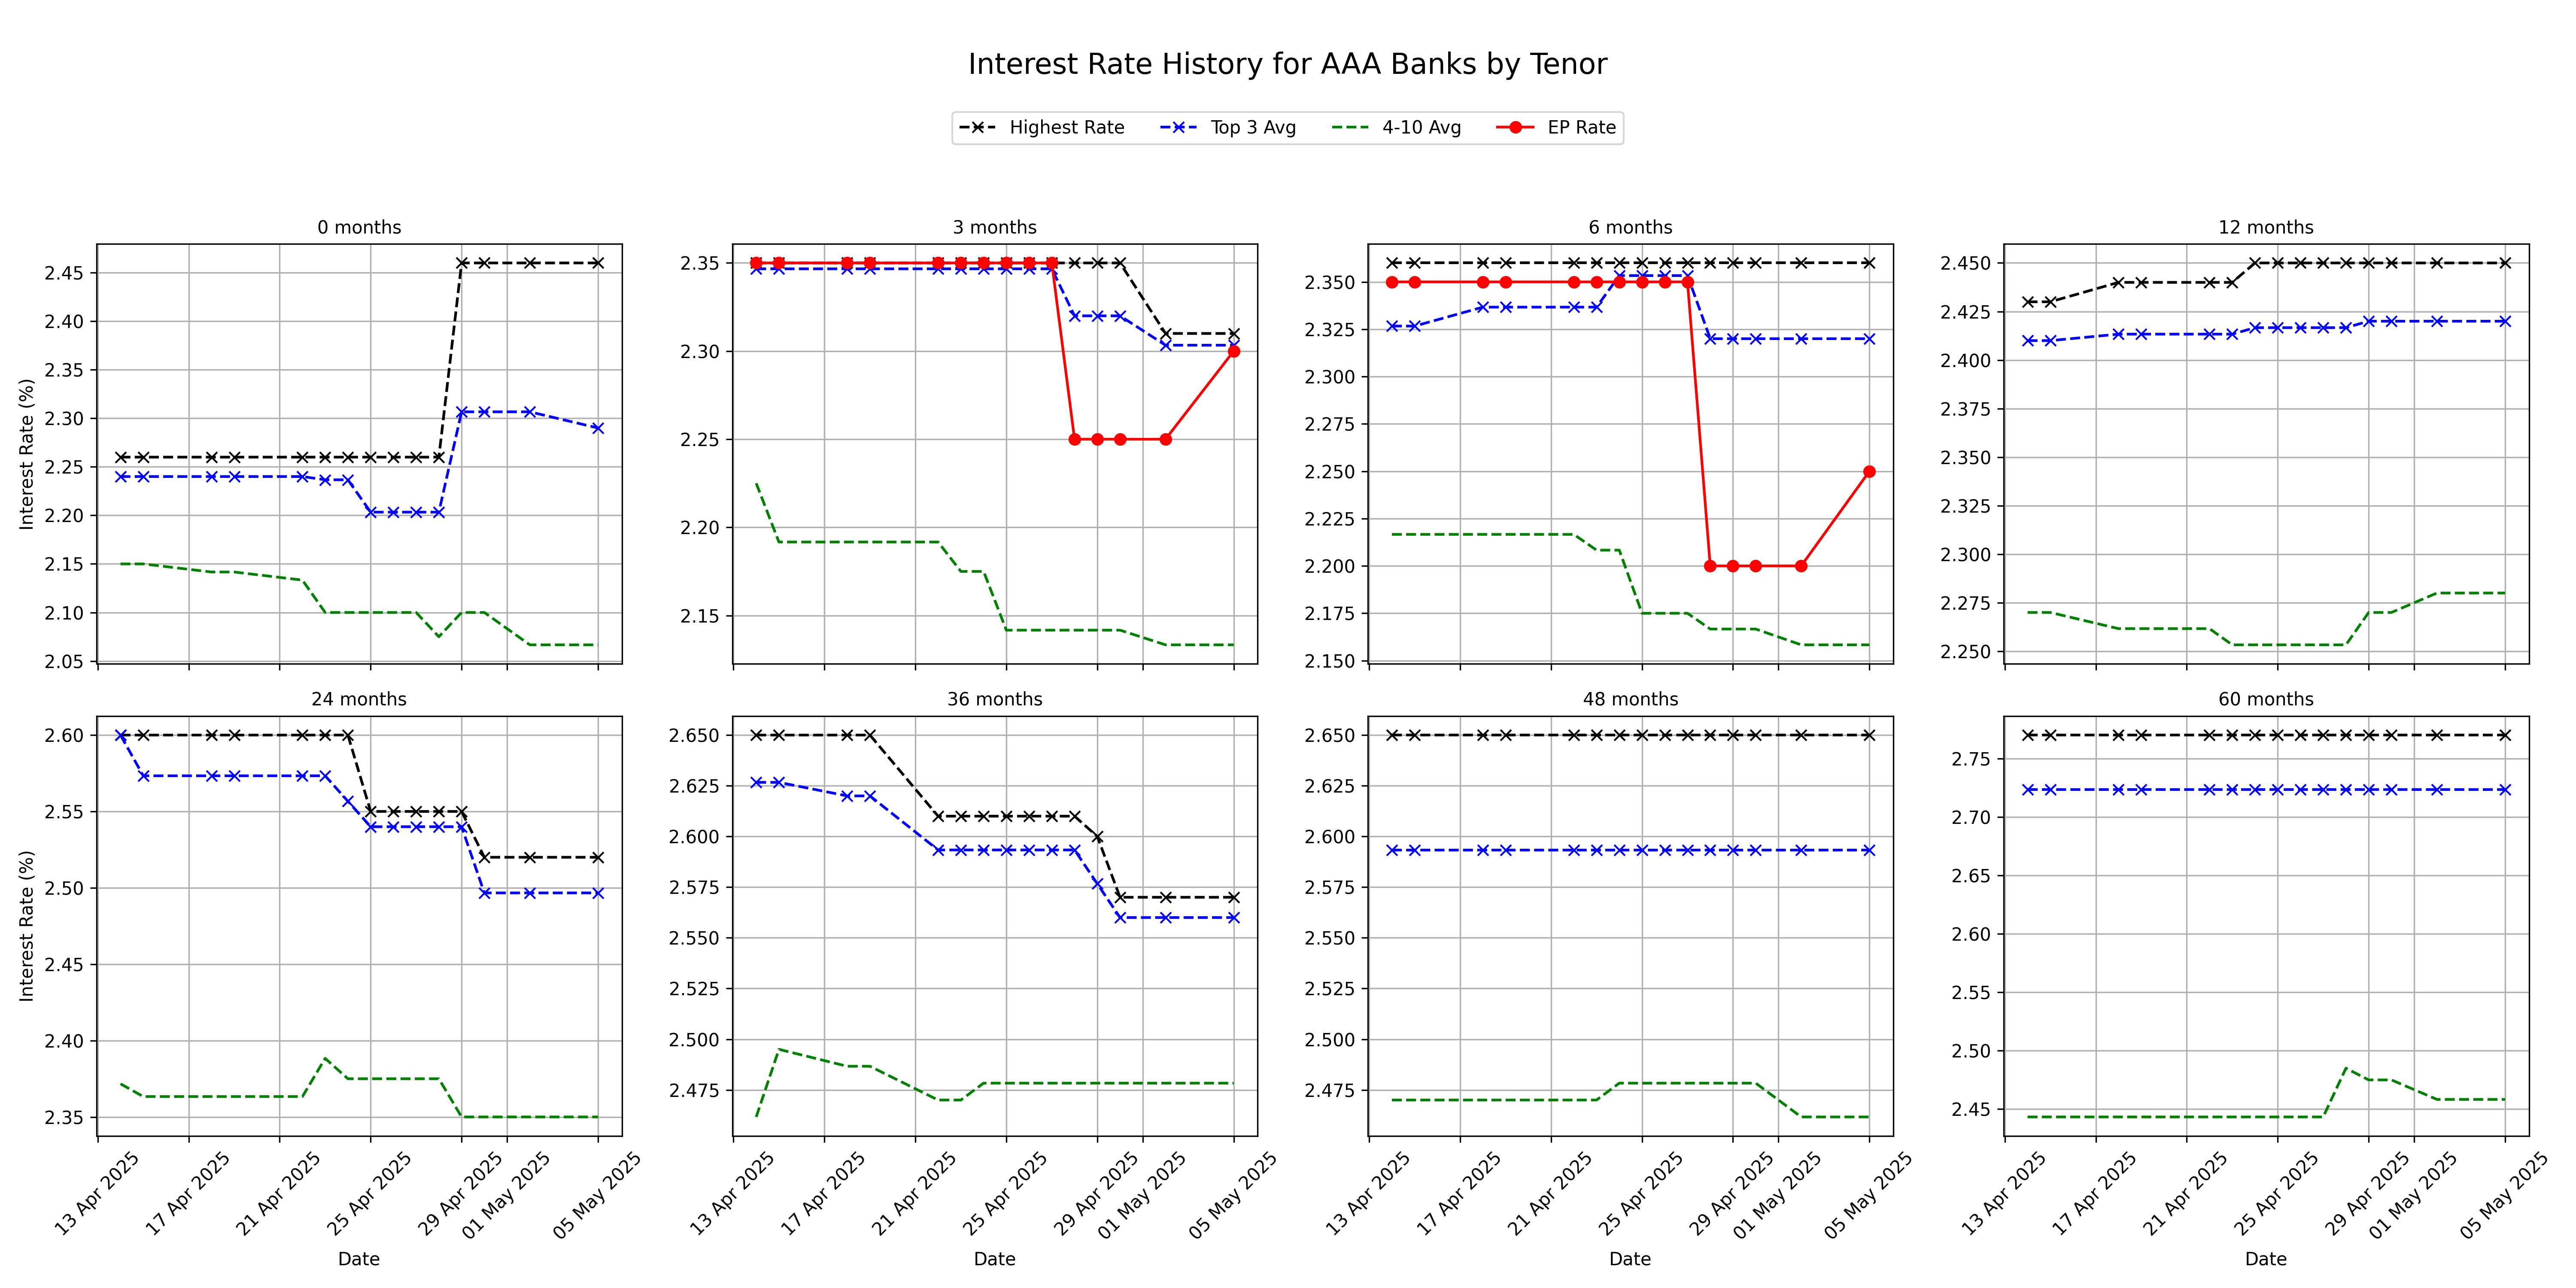 Interest Rate History for AAA Banks by Tenor
Highest Rate Top 3 Avg 4-10 Avg EP Rate
0 months
2.45
2.40
2.35
2.30
2.25
2.20
2.15
2.10
2.05
Interest Rate (%)
3 months
2.35
2.30
2.25
2.20
2.15
6 months
2.350
2.325
2.300
2.275
2.250
2.225
2.200
2.175
2.150
12 months
2.450
2.425
2.400
2.375
2.350
2.325
2.300
2.275
2.250
24 months
2.60
2.55
2.50
2.45
2.40
2.35
Interest Rate (%)
13 Apr 2025
17 Apr 2025
21 Apr 2025
25 Apr 2025
29 Apr 2025
01 May 2025
05 May 2025
Date
36 months
2.650
2.625
2.600
2.575
2.550
2.525
2.500
2.475
13 Apr 2025
17 Apr 2025
21 Apr 2025
25 Apr 2025
29 Apr 2025
01 May 2025
05 May 2025
Date
48 months
2.650
2.625
2.600
2.575
2.550
2.525
2.500
2.475
13 Apr 2025
17 Apr 2025
21 Apr 2025
25 Apr 2025
29 Apr 2025
01 May 2025
05 May 2025
Date
60 months
2.75
2.70
2.65
2.60
2.55
2.50
2.45
13 Apr 2025
17 Apr 2025
21 Apr 2025
25 Apr 2025
29 Apr 2025
01 May 2025
05 May 2025
Date